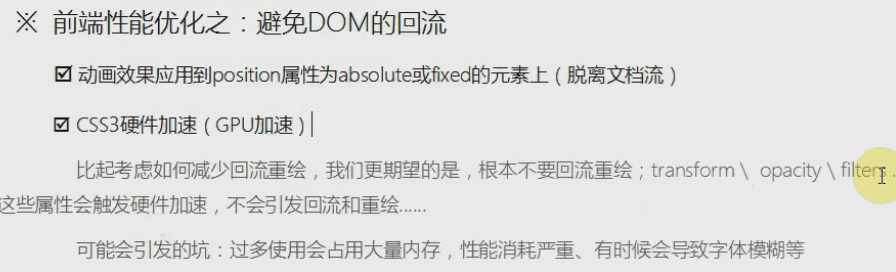 ※ 前端性能优化之：避免DOM的回流
☑ 动画效果应用到position属性为absolute或fixed的元素上（脱离文档流）
☑ CSS3硬件加速（GPU加速）
比起考虑如何减少回流重绘，我们更期望的是，根本不要回流重绘；transform \ opacity \ filters ..
这些属性会触发硬件加速，不会引发回流和重绘......
可能会引发的坑：过多使用会占用大量内存，性能消耗严重、有时候会导致字体模糊等